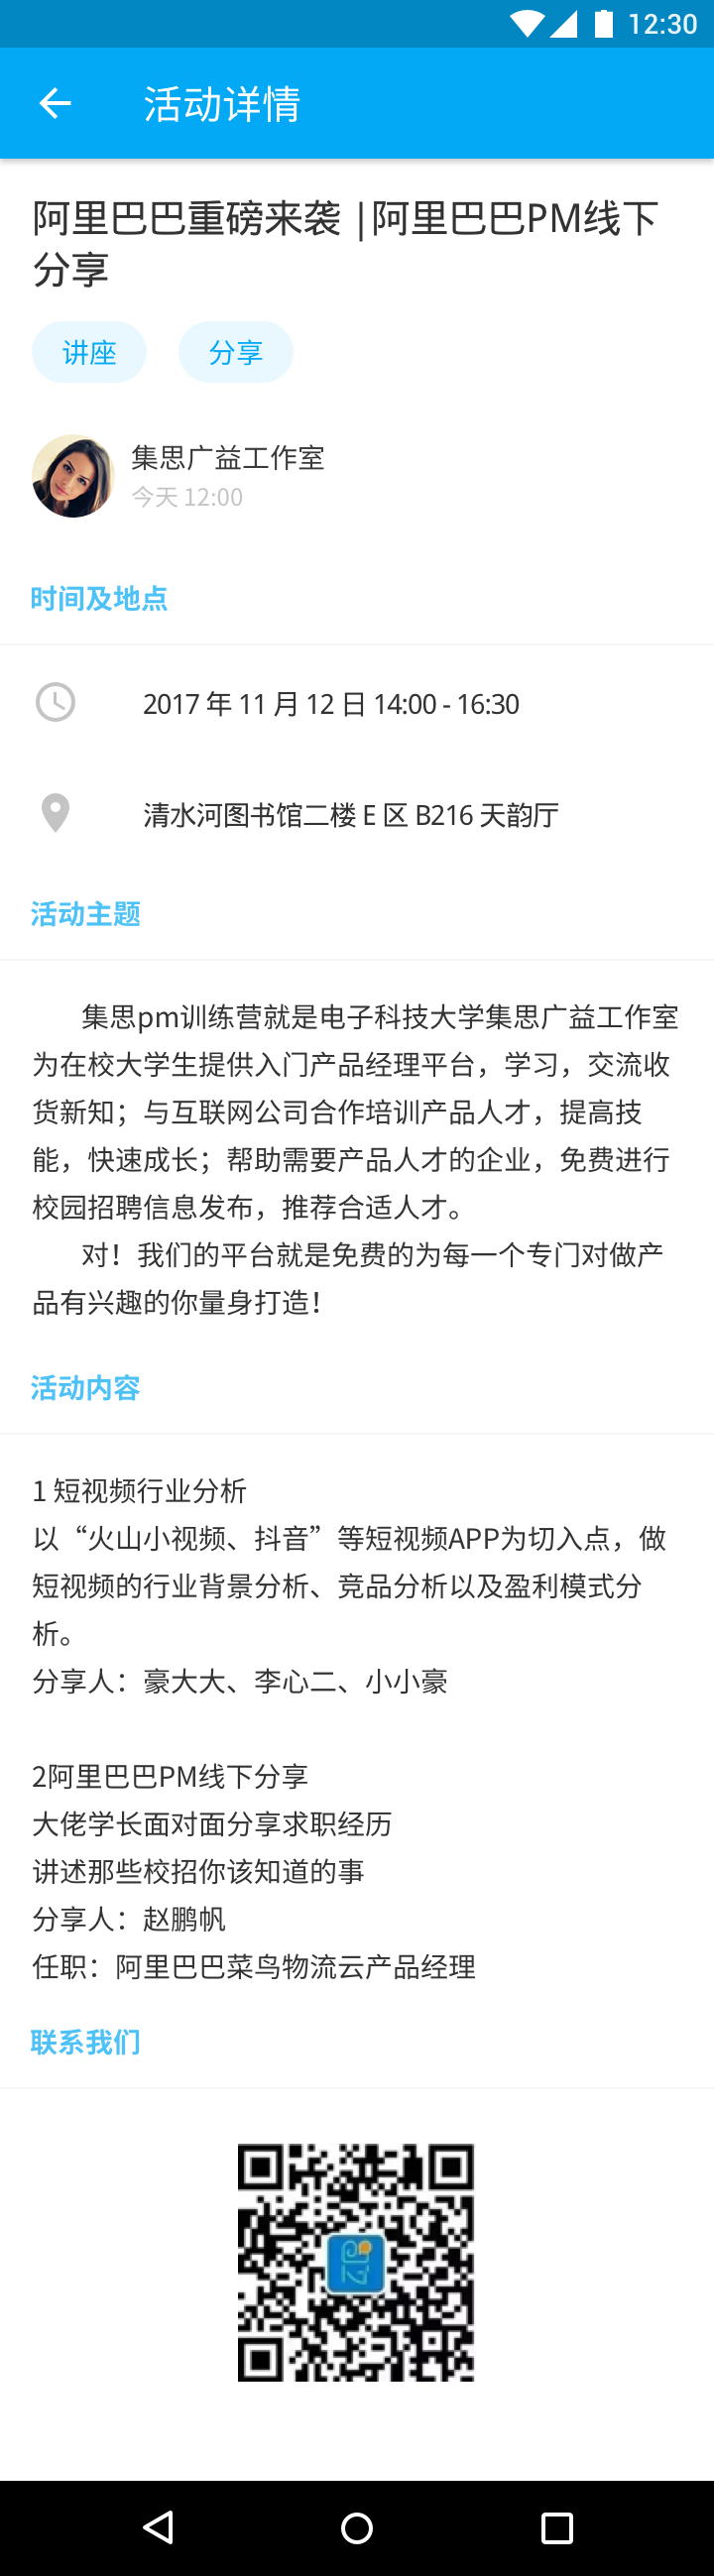 12:30
活动详情
阿里巴巴重磅来袭 |阿里巴巴PM线下
分享
讲座 分享
集思广益工作室
今天 12:00
时间及地点
2017 年 11 月 12 日 14:00 - 16:30
清水河图书馆二楼 E 区 B216 天韵厅
活动主题
集思pm训练营就是电子科技大学集思广益工作室
为在校大学生提供入门产品经理平台，学习，交流收
货新知；与互联网公司合作培训产品人才，提高技
能，快速成长；帮助需要产品人才的企业，免费进行
校园招聘信息发布，推荐合适人才。
对！我们的平台就是免费的为每一个专门对做产
品有兴趣的你量身打造！
活动内容
1 短视频行业分析
以“火山小视频、抖音”等短视频APP为切入点，做
短视频的行业背景分析、竞品分析以及盈利模式分
析。
分享人：豪大大、李心二、小小豪
2阿里巴巴PM线下分享
大佬学长面对面分享求职经历
讲述那些校招你该知道的事
分享人：赵鹏帆
任职：阿里巴巴菜鸟物流云产品经理
联系我们